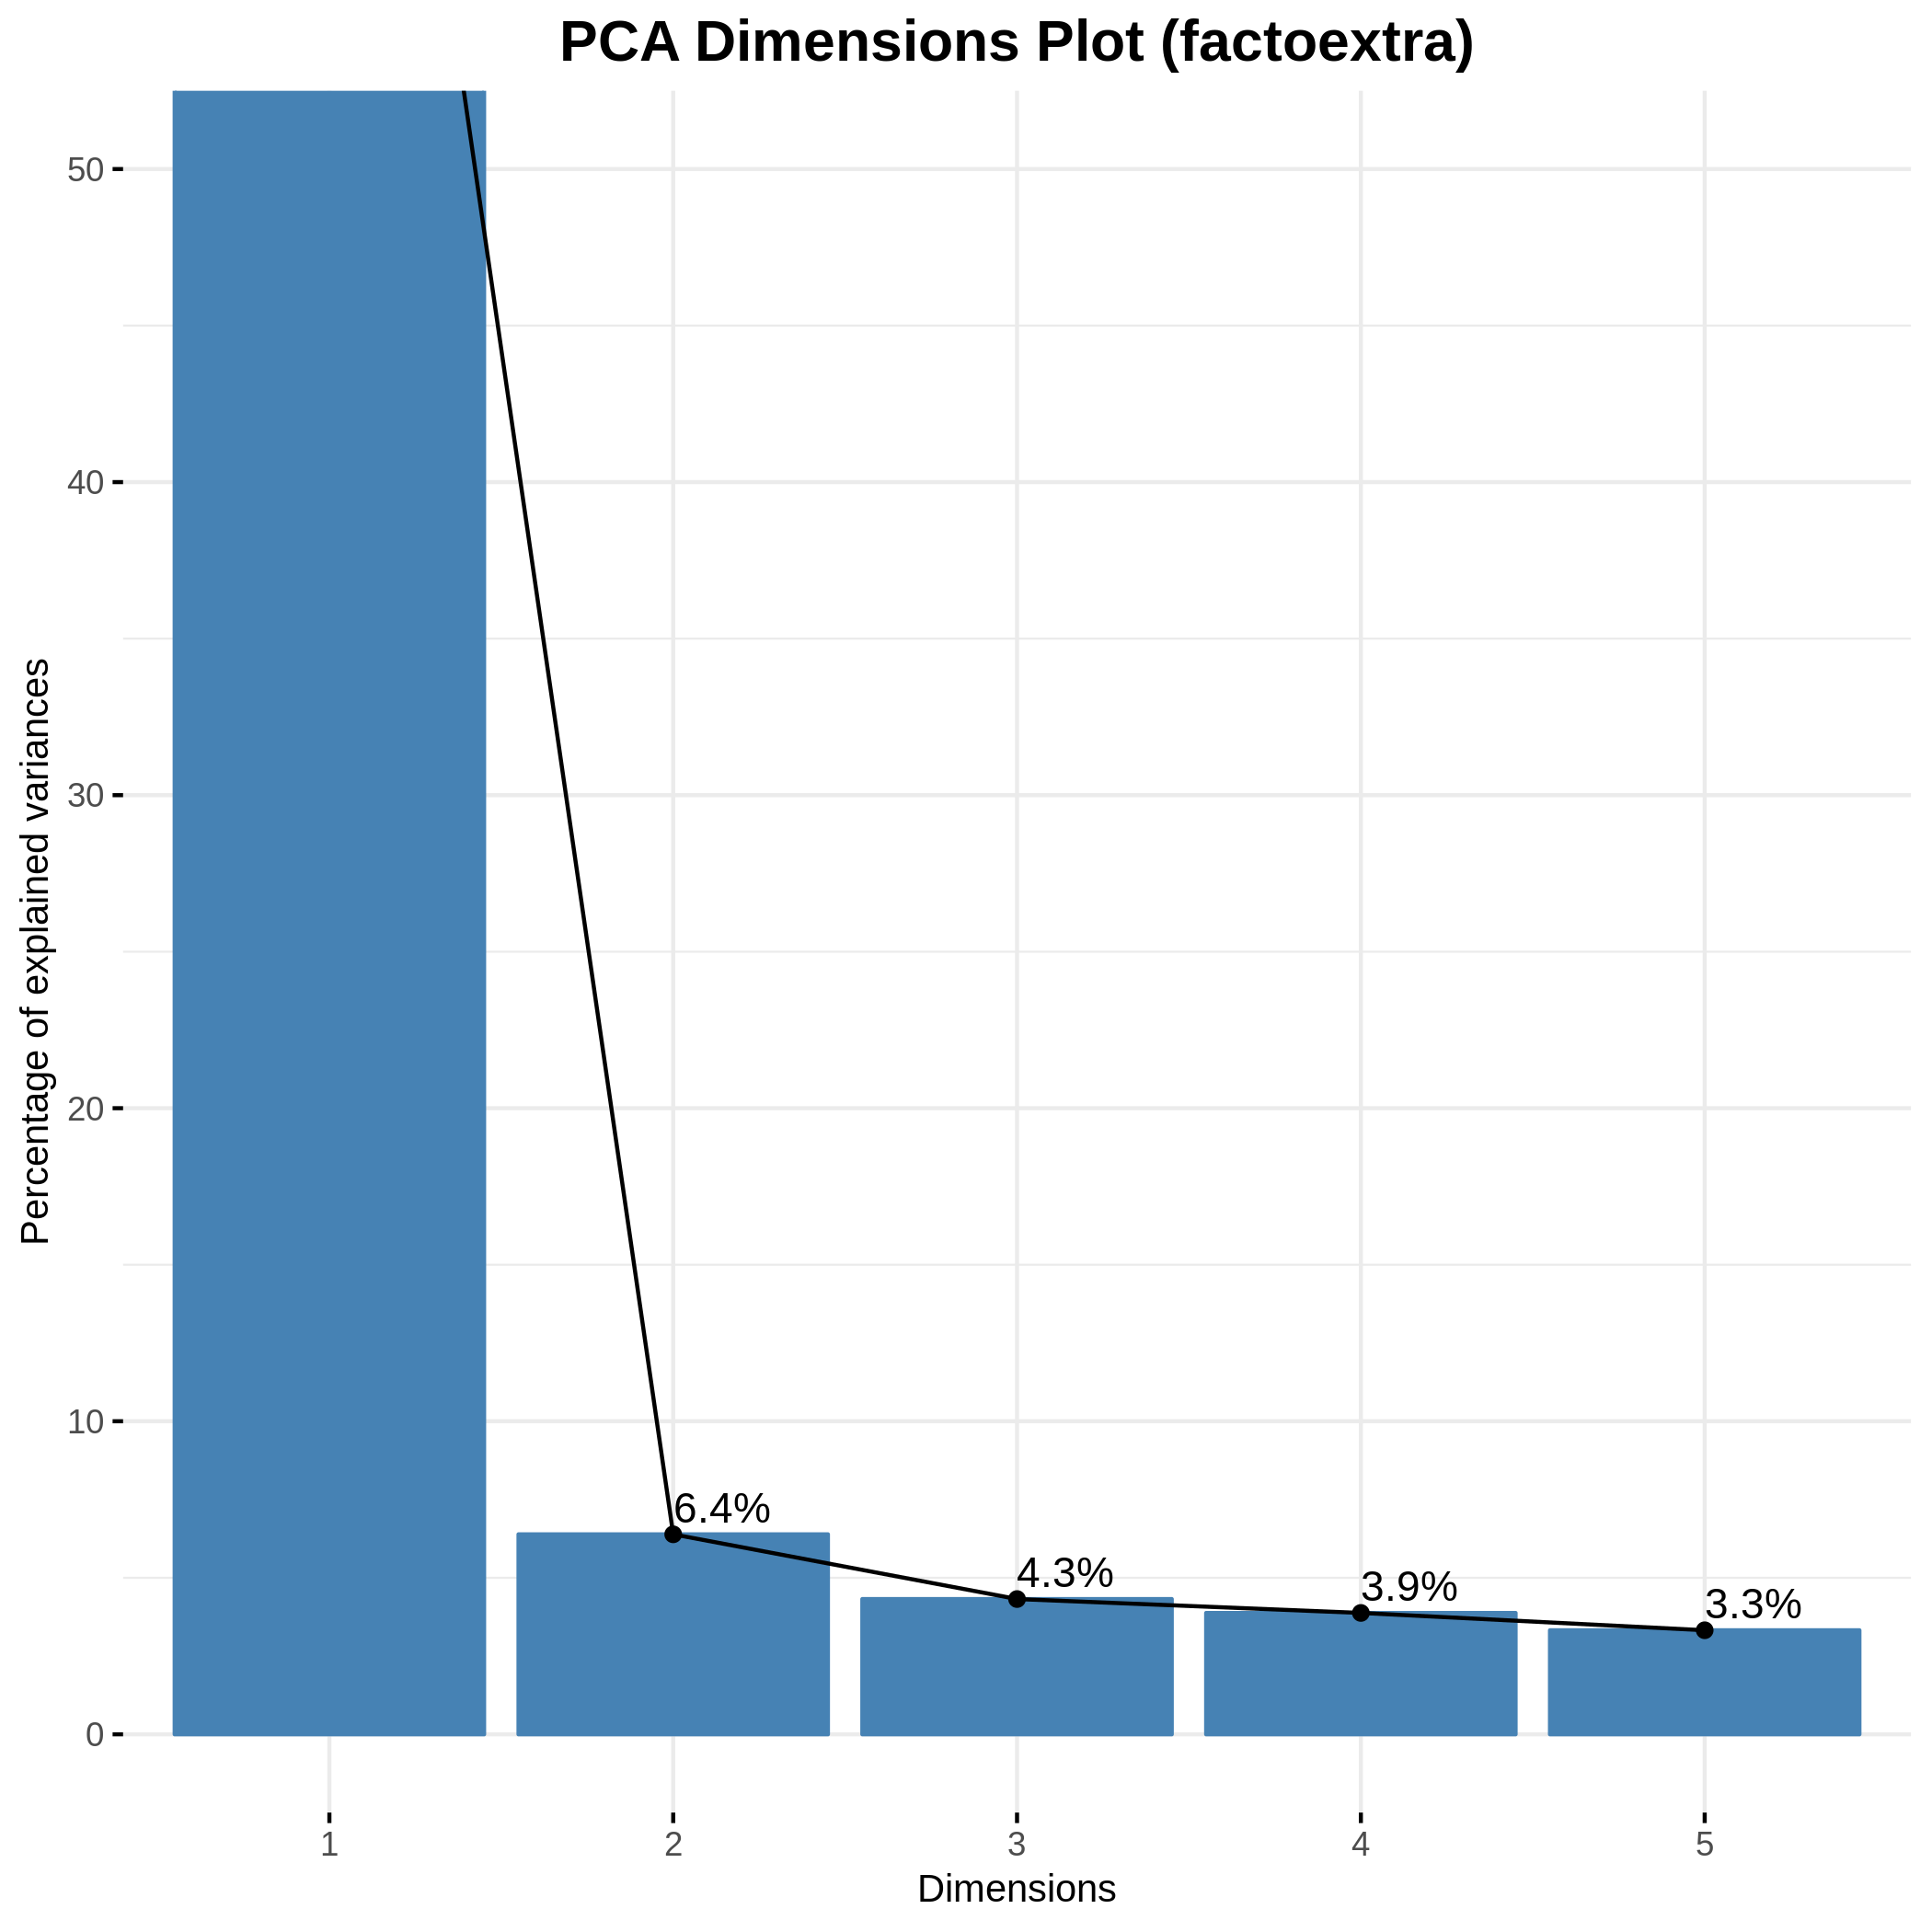 PCA Dimensions Plot (factoextra)
Percentage of explained variances
50
40
30
20
10
0
6.4%
4.3%
3.9%
3.3%
1 2 3 4 5
Dimensions